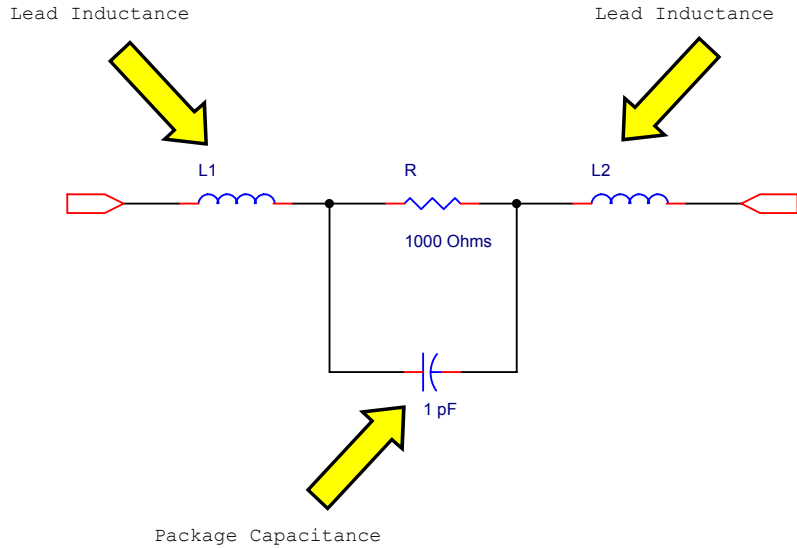 Lead Inductance
Lead Inductance
L1
R
L2
1000 Ohms
1 pF
Package Capacitance